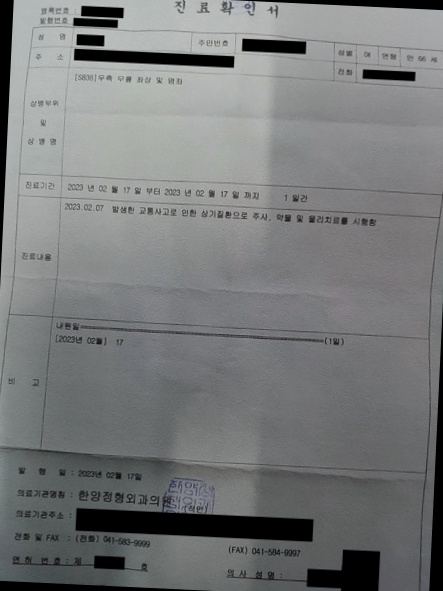 진료확인서
등록번호 :
발행번호 :
성 명 주민번호 성별 여 연령 만 66 세
주 소 전화
상병부위 및 상병명
[S836]우측 무릎 좌상 및 염좌
진료기간 2023 년 02 월 17 일 부터 2023 년 02 월 17 일 까지 1 일간
진료내용
2023.02.07 발생한 교통사고로 인한 상기질환으로 주사, 약물 및 물리치료를 시행함
비 고
내원일 (1일)
[2023년 02월] 17
발 행 일 : 2023년 02월 17일
의료기관명칭 : 한양정형외과의원 (직인)
의료기관주소 :
전화 및 FAX : (전화) 041-583-9999 (FAX) 041-584-9997
면허 번호 : 제 호 의사 성명 :